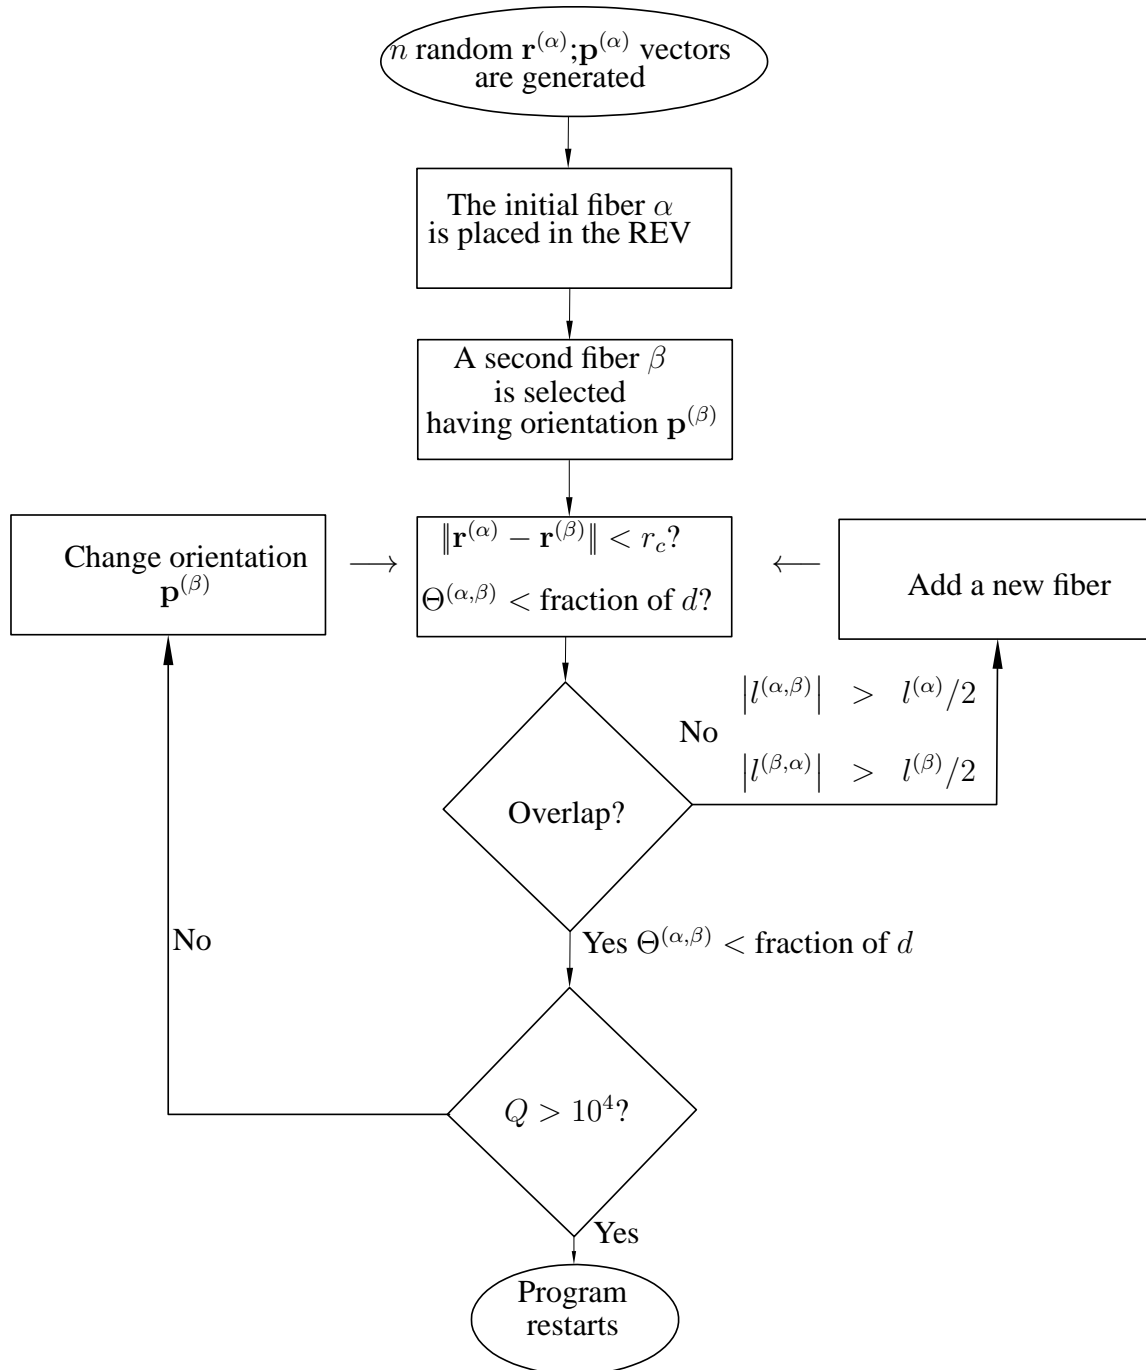 n random r^(α);p^(α) vectors
are generated
The initial fiber α
is placed in the REV
A second fiber β
is selected
having orientation p^(β)
Change orientation
p^(β)
⟶
‖r^(α) − r^(β)‖ < r_c?
Θ^(α,β) < fraction of d?
⟵
Add a new fiber
No
|l^(α,β)| > l^(α)/2
|l^(β,α)| > l^(β)/2
Overlap?
Yes Θ^(α,β) < fraction of d
No
Q > 10^4?
Yes
Program
restarts